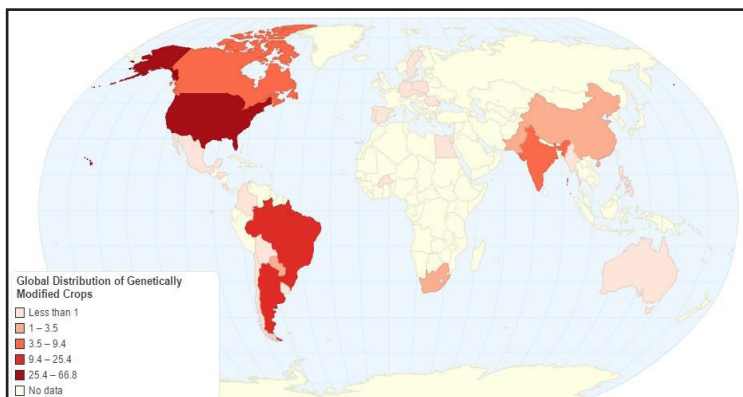 Global Distribution of Genetically
Modified Crops
Less than 1
1 – 3.5
3.5 – 9.4
9.4 – 25.4
25.4 – 66.8
No data